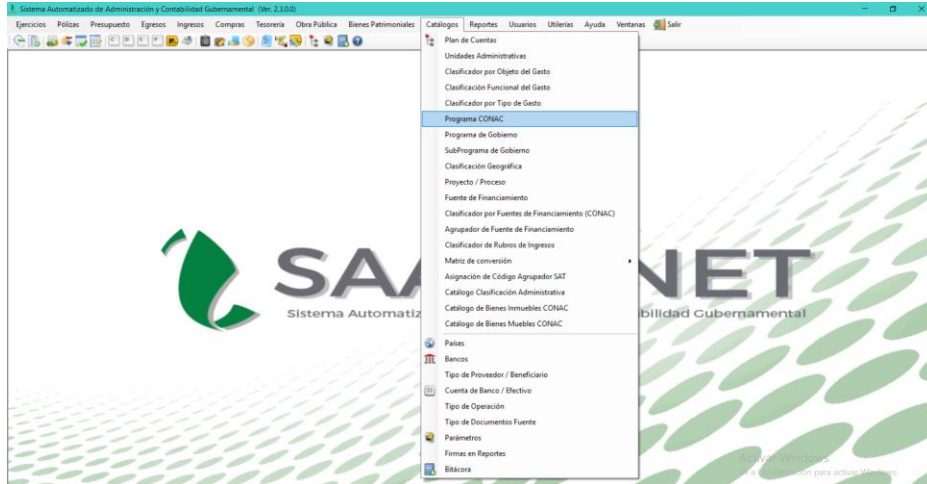 Sistema Automatizado de Administración y Contabilidad Gubernamental (Ver. 2.3.0.0)
Ejercicios Pólizas Presupuesto Egresos Ingresos Compras Tesorería Obra Pública Bienes Patrimoniales Catálogos Reportes Usuarios Utilerías Ayuda Ventanas Salir
Plan de Cuentas
Unidades Administrativas
Clasificador por Objeto del Gasto
Clasificación Funcional del Gasto
Clasificador por Tipo de Gasto
Programa CONAC
Programa de Gobierno
SubPrograma de Gobierno
Clasificación Geográfica
Proyecto / Proceso
Fuente de Financiamiento
Clasificador por Fuentes de Financiamiento (CONAC)
Agrupador de Fuente de Financiamiento
Clasificador de Rubros de Ingresos
Matriz de conversión
Asignación de Código Agrupador SAT
Catálogo Clasificación Administrativa
Catálogo de Bienes Inmuebles CONAC
Catálogo de Bienes Muebles CONAC
Países
Bancos
Tipo de Proveedor / Beneficiario
Cuenta de Banco / Efectivo
Tipo de Operación
Tipo de Documentos Fuente
Parámetros
Firmas en Reportes
Bitácora
SAA NET
Sistema Automatiz bilidad Gubernamental
Activar Windows
Ve a Configuración para activar Windows.